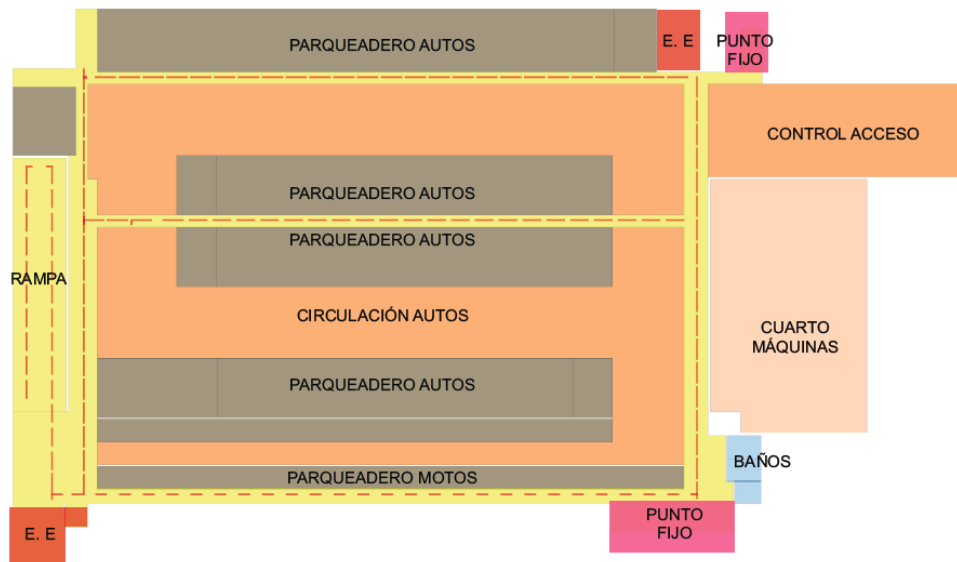 PARQUEADERO AUTOS
E. E
PUNTO
FIJO
CONTROL ACCESO
PARQUEADERO AUTOS
PARQUEADERO AUTOS
RAMPA
CIRCULACIÓN AUTOS
CUARTO
MÁQUINAS
PARQUEADERO AUTOS
BAÑOS
PARQUEADERO MOTOS
PUNTO
FIJO
E. E